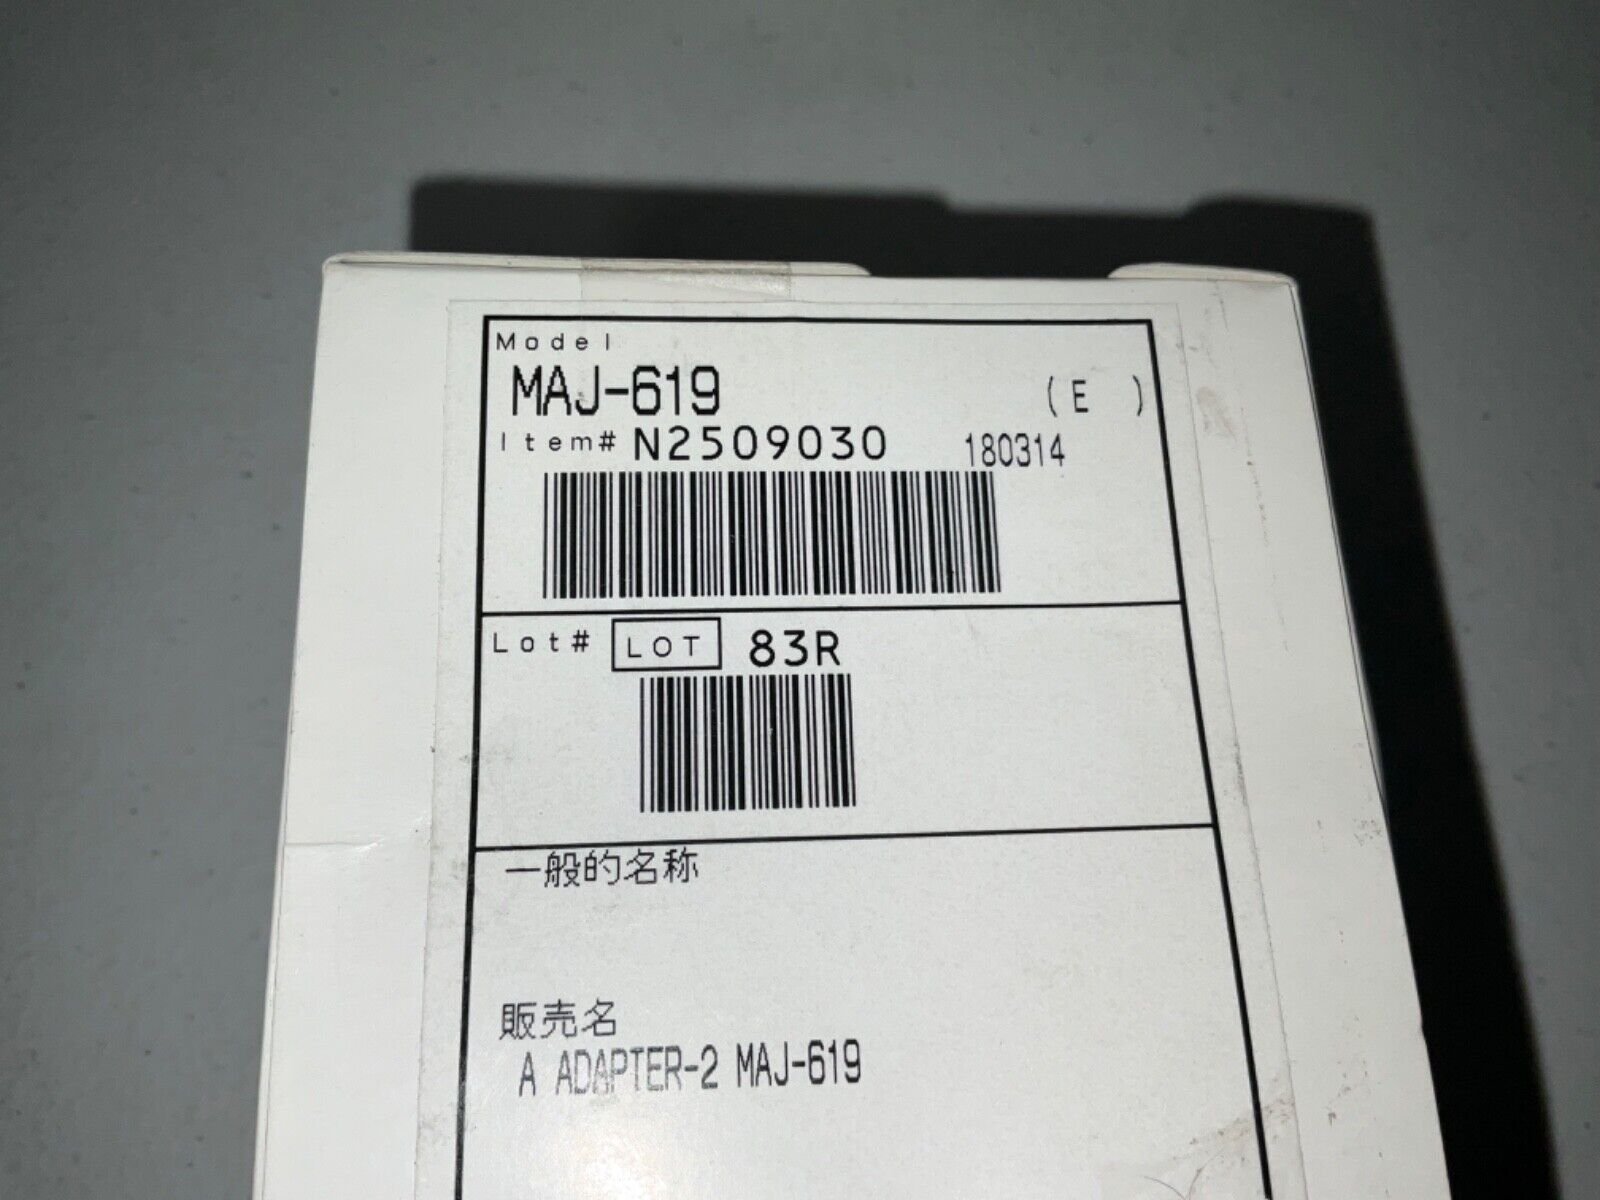 Model
MAJ-619 (E )
Item# N2509030 180314
Lot# LOT 83R
一般的名称
販売名
A ADAPTER-2 MAJ-619